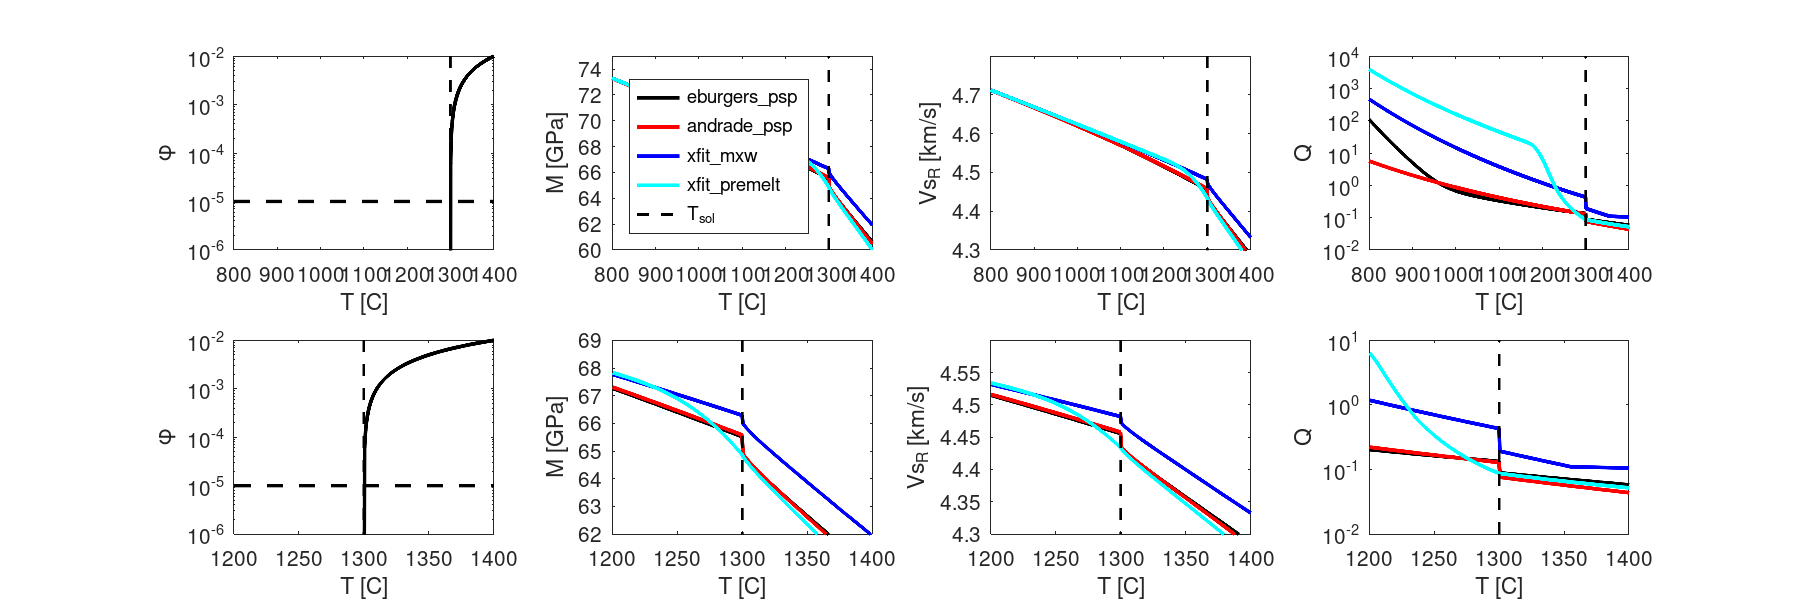 10^-2
10^-3
10^-4
10^-5
10^-6
φ
800 900 1000 1100 1200 1300 1400
T [C]
74
72
70
68
66
64
62
60
M [GPa]
eburgers_psp
andrade_psp
xfit_mxw
xfit_premelt
T_sol
800 900 1000 1100 1200 1300 1400
T [C]
4.7
4.6
4.5
4.4
4.3
Vs_R [km/s]
800 900 1000 1100 1200 1300 1400
T [C]
10^4
10^3
10^2
10^1
10^0
10^-1
10^-2
Q
800 900 1000 1100 1200 1300 1400
T [C]
10^-2
10^-3
10^-4
10^-5
10^-6
φ
1200 1250 1300 1350 1400
T [C]
69
68
67
66
65
64
63
62
M [GPa]
1200 1250 1300 1350 1400
T [C]
4.55
4.5
4.45
4.4
4.35
4.3
Vs_R [km/s]
1200 1250 1300 1350 1400
T [C]
10^1
10^0
10^-1
10^-2
Q
1200 1250 1300 1350 1400
T [C]